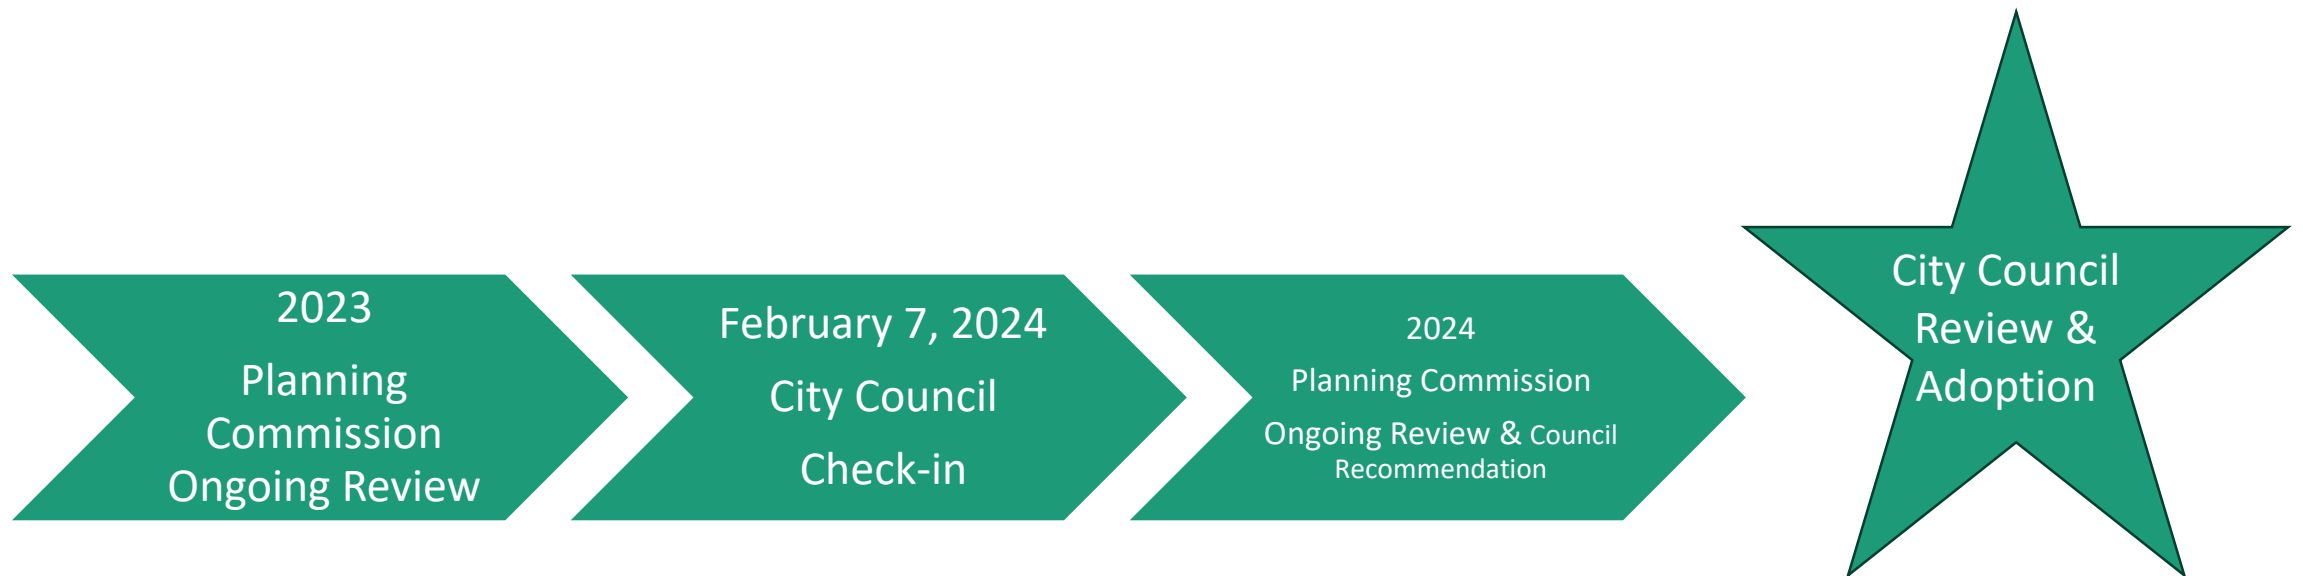 2023
Planning
Commission
Ongoing Review
February 7, 2024
City Council
Check-in
2024
Planning Commission
Ongoing Review & Council
Recommendation
City Council
Review &
Adoption